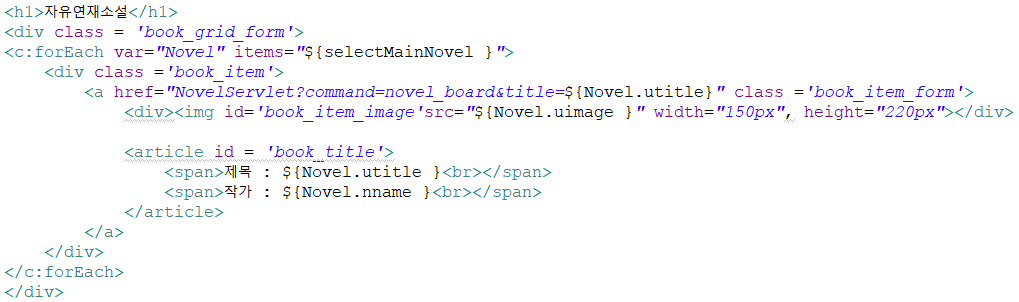 <h1>자유연재소설</h1>
<div class = 'book_grid_form'>
<c:forEach var="Novel" items="${selectMainNovel }">
    <div class ='book_item'>
        <a href="NovelServlet?command=novel_board&title=${Novel.utitle}" class ='book_item_form'>
            <div><img id='book_item_image'src="${Novel.uimage }" width="150px", height="220px"></div>

            <article id = 'book_title'>
                <span>제목 : ${Novel.utitle }<br></span>
                <span>작가 : ${Novel.nname }<br></span>
            </article>
        </a>
    </div>
</c:forEach>
</div>